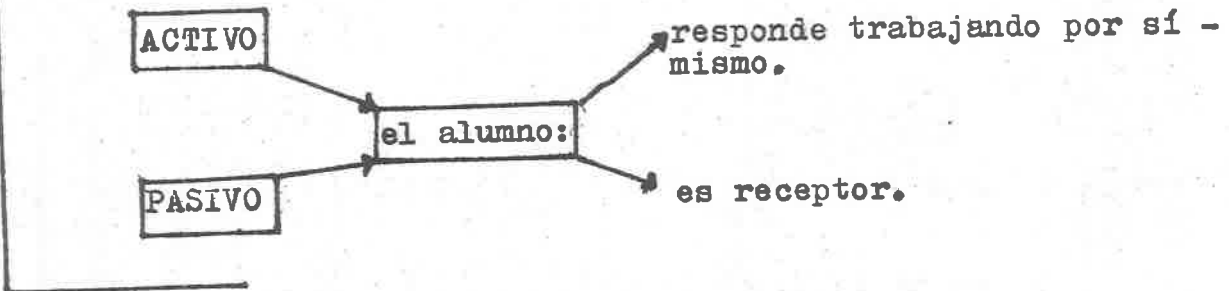 ACTIVO
responde trabajando por sí -
mismo.
el alumno:
PASIVO
es receptor.